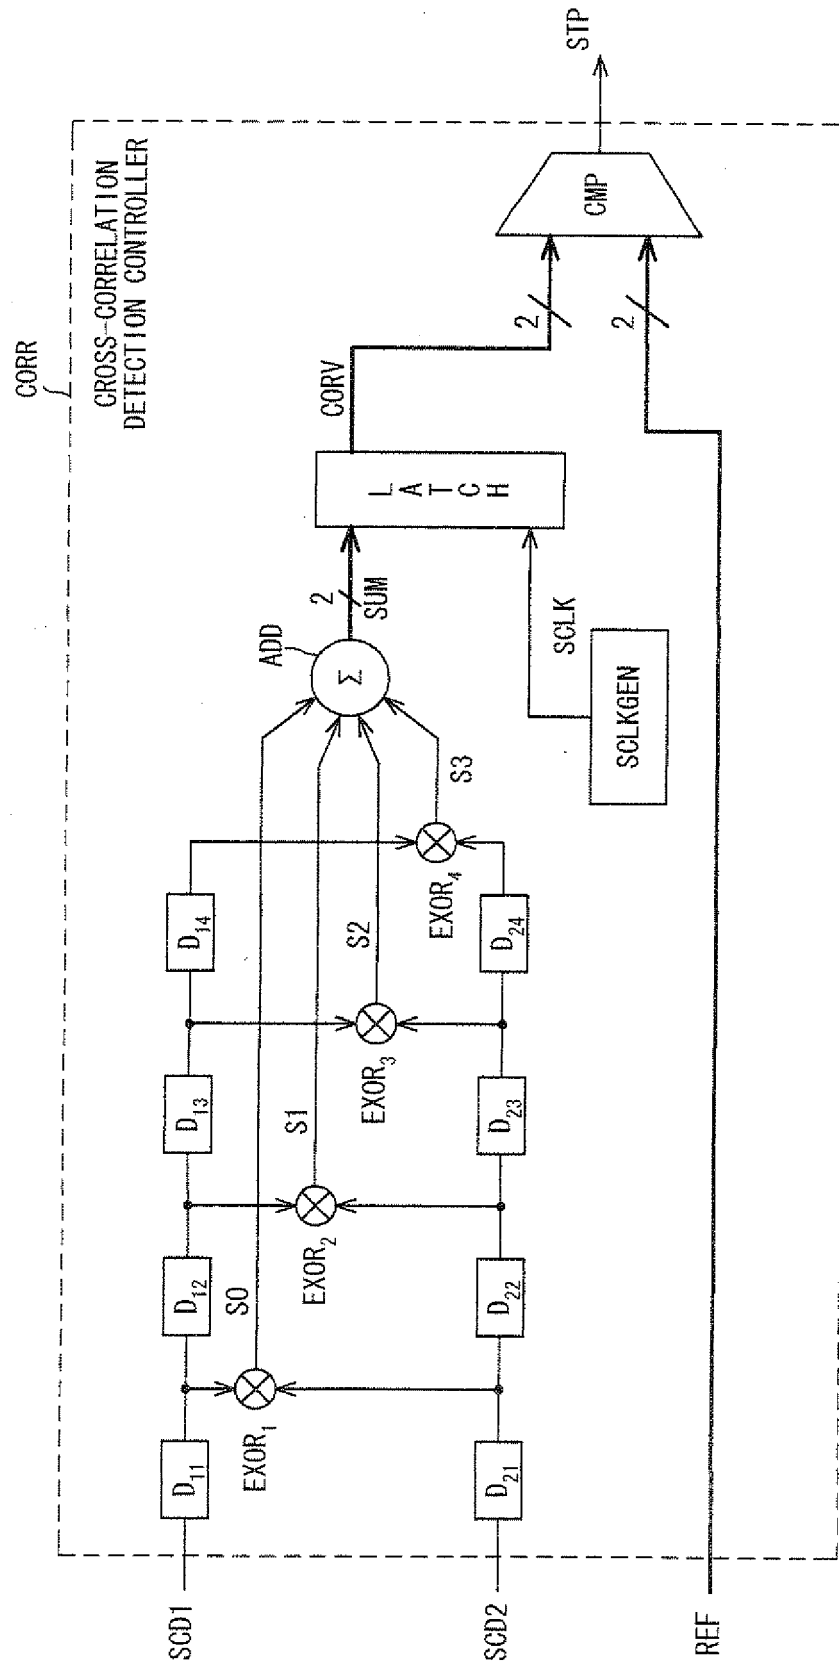 CORR
CROSS-CORRELATION
DETECTION CONTROLLER
SCD1
D11
D12
D13
D14
EXOR1
S0
EXOR2
S1
EXOR3
S2
EXOR4
S3
SCD2
D21
D22
D23
D24
ADD
Σ
2
SUM
LATCH
CORV
2
SCLKGEN
SCLK
REF
2
CMP
STP